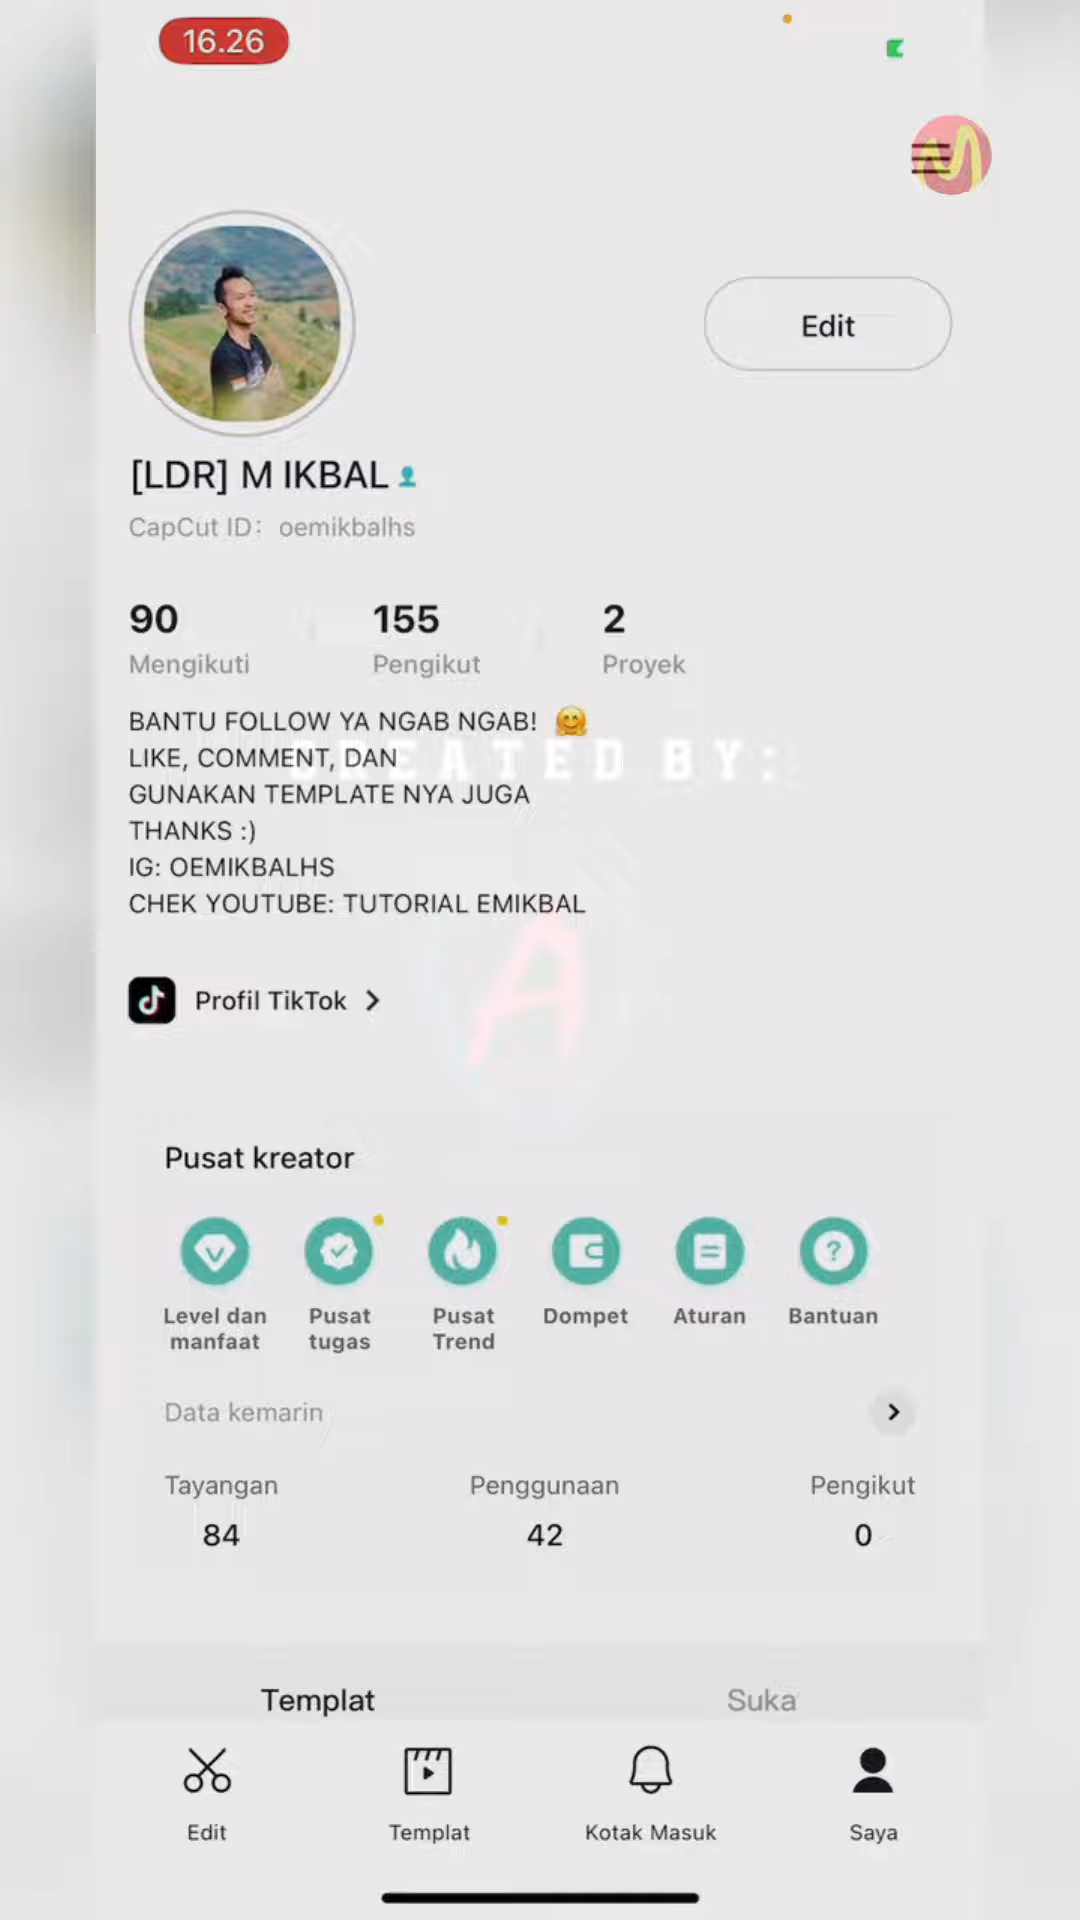 16.26
Edit
[LDR] M IKBAL
CapCut ID: oemikbalhs
90 155 2
Mengikuti Pengikut Proyek
BANTU FOLLOW YA NGAB NGAB! 🤗
LIKE, COMMENT, DAN
CREATED BY:
GUNAKAN TEMPLATE NYA JUGA
THANKS :)
IG: OEMIKBALHS
CHEK YOUTUBE: TUTORIAL EMIKBAL
A
Profil TikTok
Pusat kreator
Level dan manfaat
Pusat tugas
Pusat Trend
Dompet
Aturan
Bantuan
Data kemarin
Tayangan Penggunaan Pengikut
84 42 0
Templat Suka
Edit Templat Kotak Masuk Saya